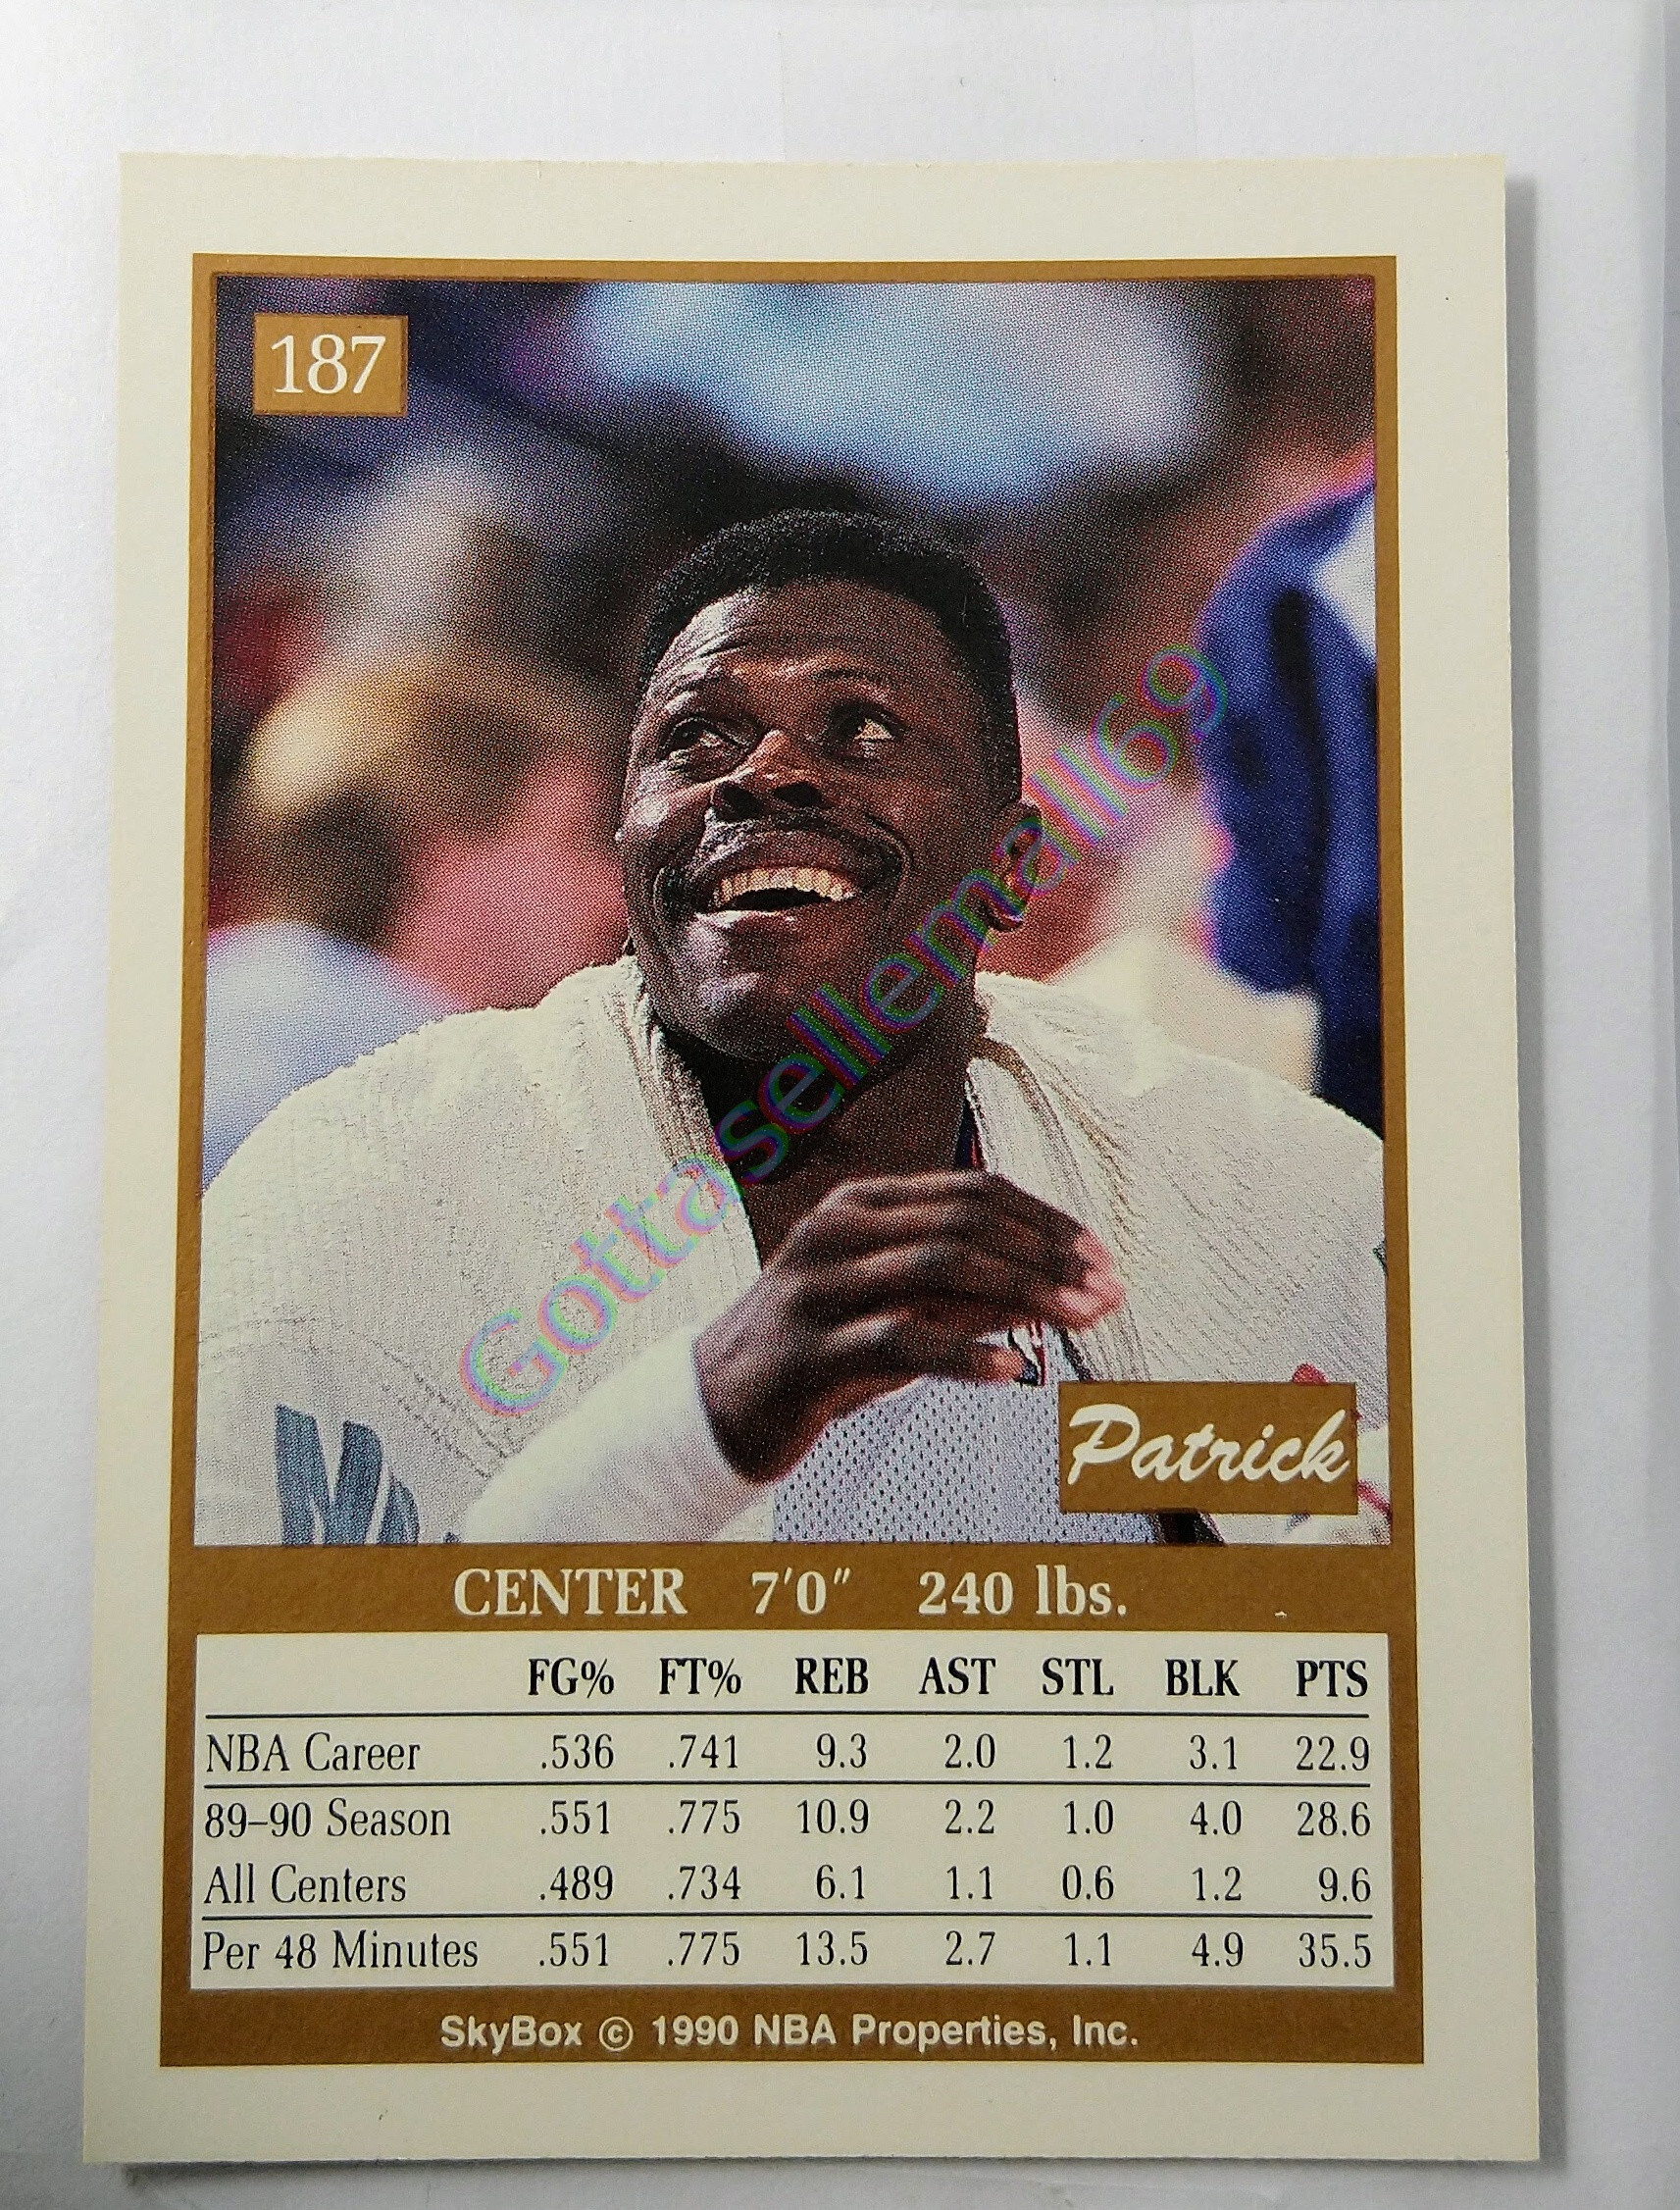 187
Gottasellemall69
Patrick
CENTER 7'0" 240 lbs.
FG% FT% REB AST STL BLK PTS
NBA Career .536 .741 9.3 2.0 1.2 3.1 22.9
89–90 Season .551 .775 10.9 2.2 1.0 4.0 28.6
All Centers .489 .734 6.1 1.1 0.6 1.2 9.6
Per 48 Minutes .551 .775 13.5 2.7 1.1 4.9 35.5
SkyBox © 1990 NBA Properties, Inc.